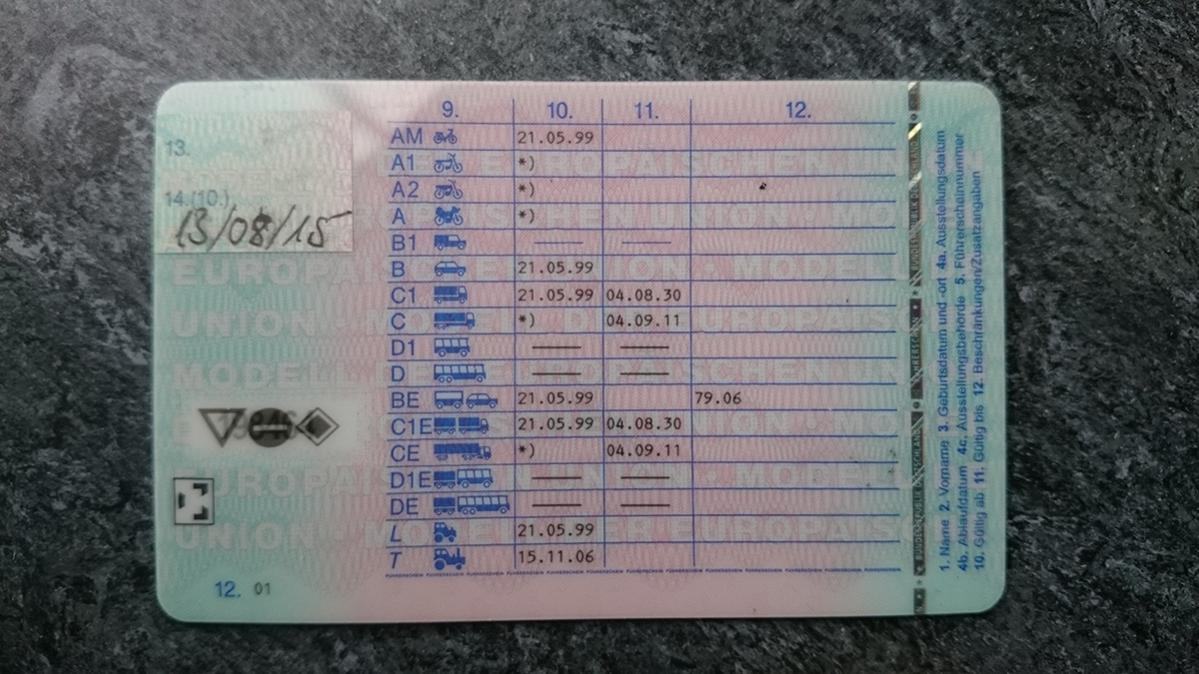 13.
14.(10.)
13/08/15
9. 10. 11. 12.
AM 21.05.99
A1 *)
A2 *)
A *)
B1 — —
B 21.05.99
C1 21.05.99 04.08.30
C *) 04.09.11
D1 — —
D — —
BE 21.05.99 79.06
C1E 21.05.99 04.08.30
CE *) 04.09.11
D1E — —
DE — —
L 21.05.99
T 15.11.06
12. 01
1. Name 2. Vorname 3. Geburtsdatum und -ort 4a. Ausstellungsdatum
4b. Ablaufdatum 4c. Ausstellungsbehörde 5. Führerscheinnummer
10. Gültig ab 11. Gültig bis 12. Beschränkungen/Zusatzangaben
BUNDESREPUBLIK DEUTSCHLAND